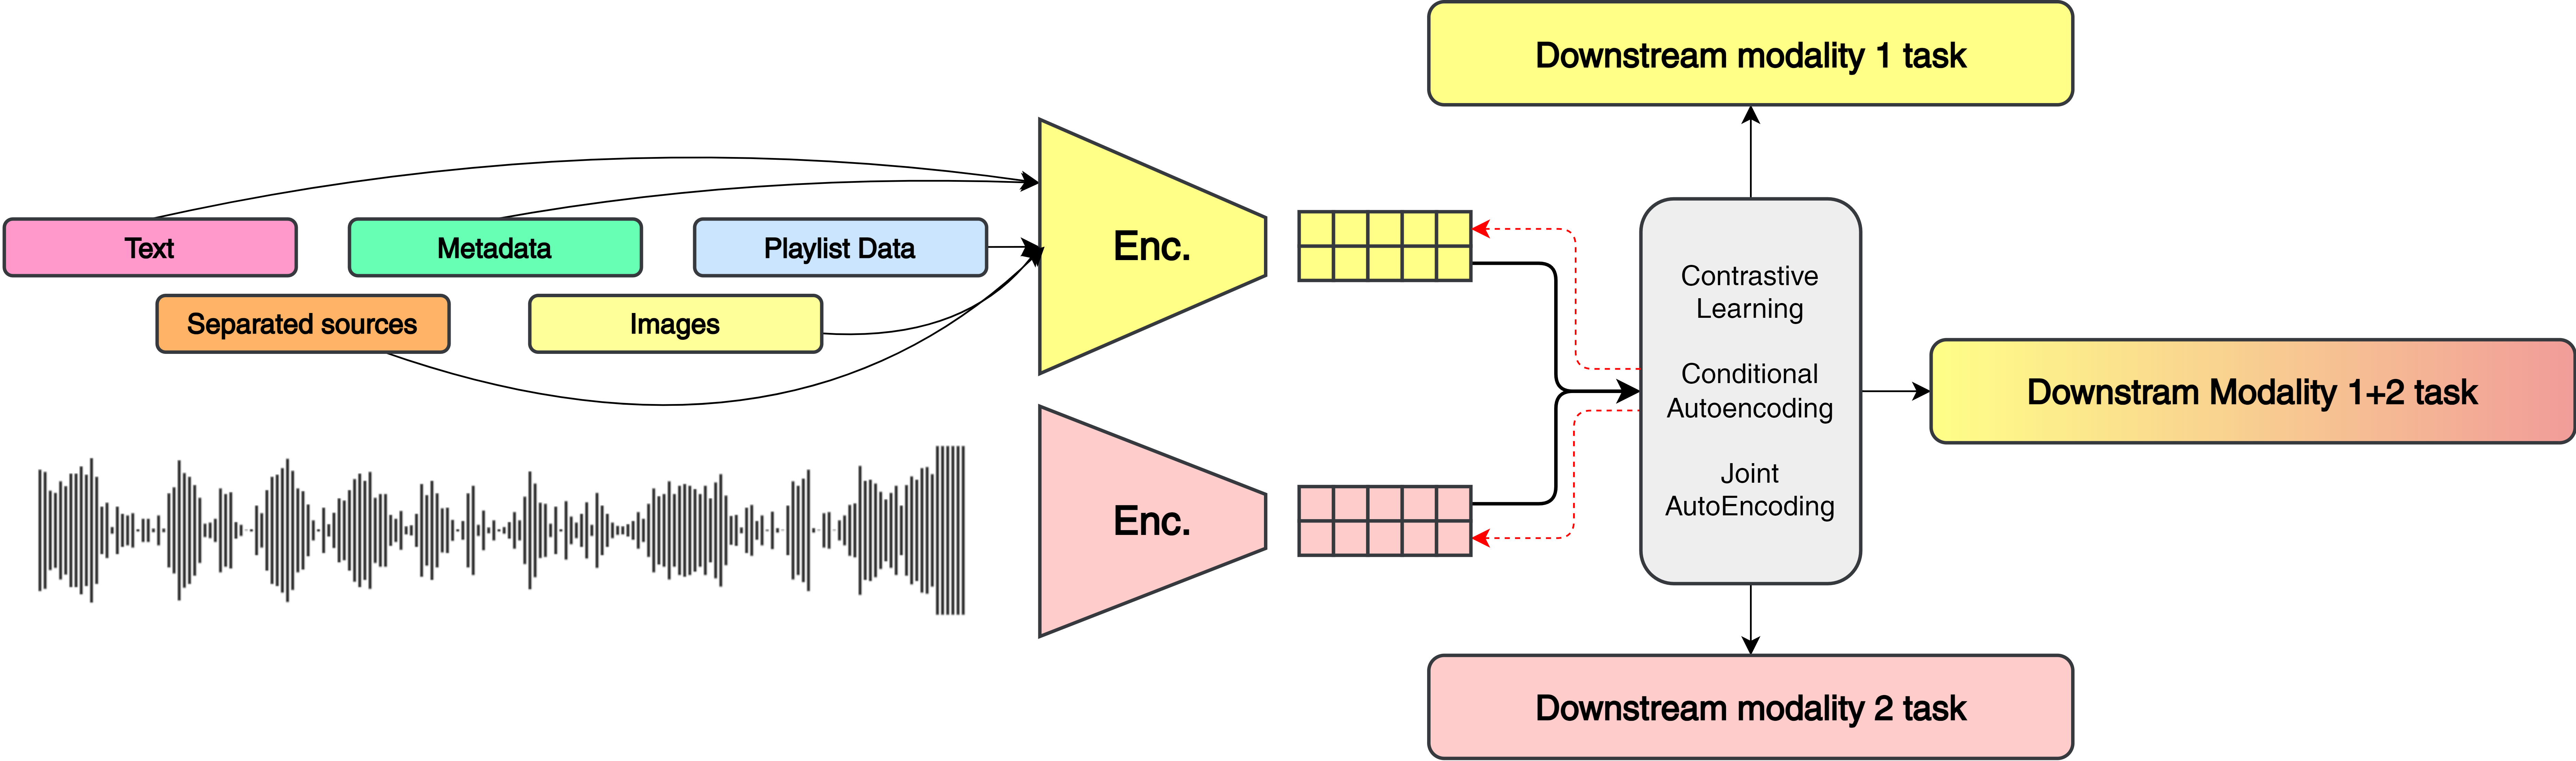 Downstream modality 1 task
Text
Metadata
Playlist Data
Separated sources
Images
Enc.
Enc.
Contrastive
Learning
Conditional
Autoencoding
Joint
AutoEncoding
Downstram Modality 1+2 task
Downstream modality 2 task